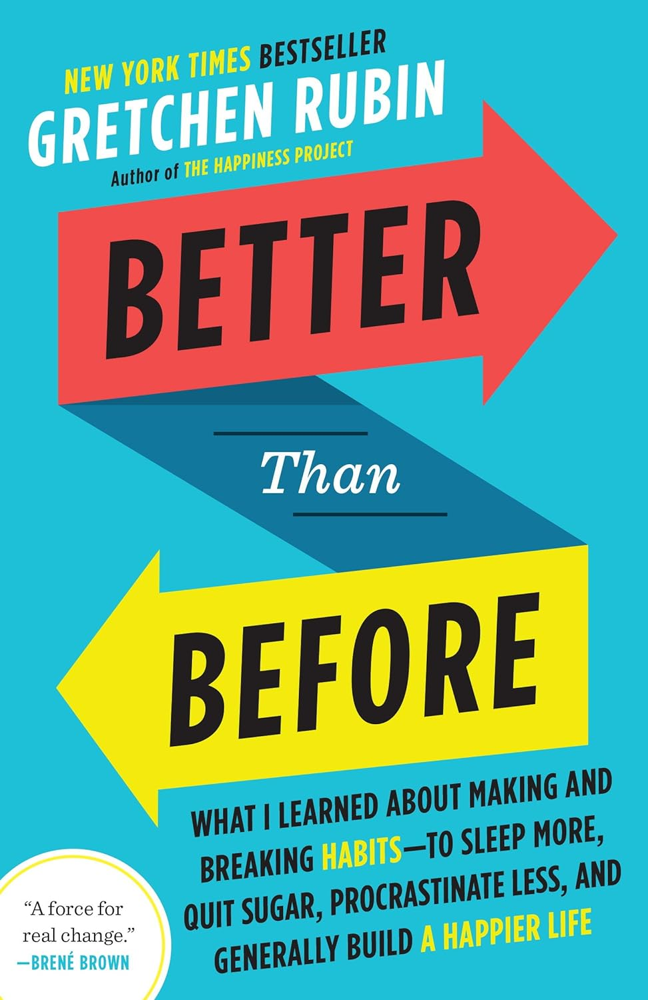 NEW YORK TIMES BESTSELLER
GRETCHEN RUBIN
Author of THE HAPPINESS PROJECT
BETTER
Than
BEFORE
WHAT I LEARNED ABOUT MAKING AND
BREAKING HABITS—TO SLEEP MORE,
QUIT SUGAR, PROCRASTINATE LESS, AND
GENERALLY BUILD A HAPPIER LIFE
“A force for
real change.”
—BRENÉ BROWN